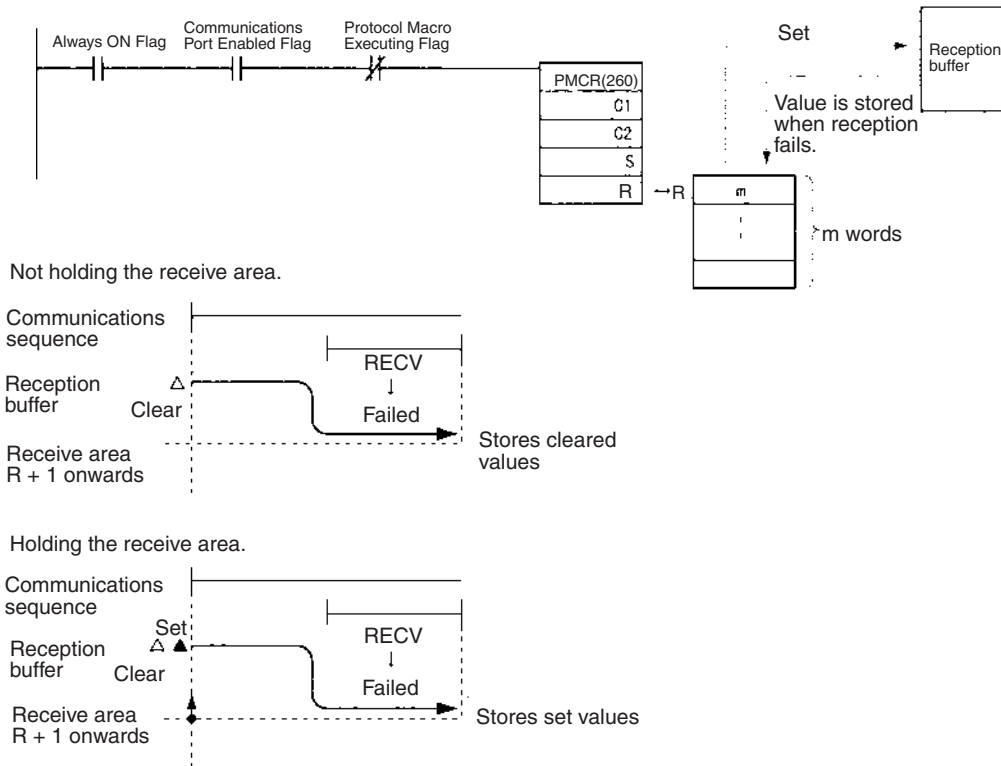 Always ON Flag
Communications
Port Enabled Flag
Protocol Macro
Executing Flag
PMCR(260)
C1
C2
S
R
R
m
m words
Set
Reception
buffer
Value is stored
when reception
fails.
Not holding the receive area.
Communications
sequence
RECV
Failed
Reception
buffer
Clear
Receive area
R + 1 onwards
Stores cleared
values
Holding the receive area.
Communications
sequence
Set
RECV
Failed
Reception
buffer
Clear
Receive area
R + 1 onwards
Stores set values